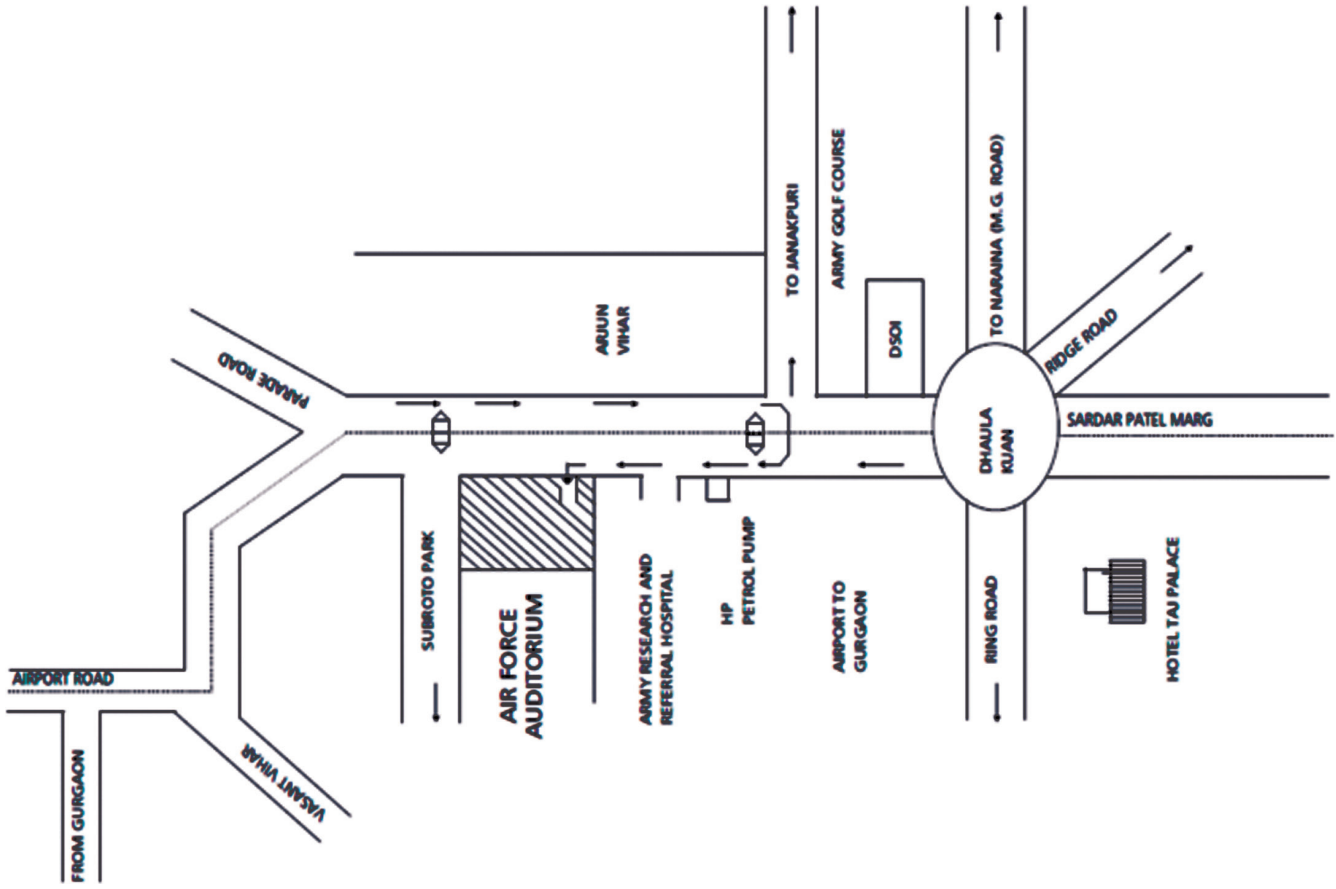 TO JANAKPURI
ARMY GOLF COURSE
TO NARAINA (M.G. ROAD)
ARJUN
VIHAR
DSOI
RIDGE ROAD
PARADE ROAD
DHAULA
KUAN
SARDAR PATEL MARG
AIRPORT ROAD
SUBROTO PARK
AIR FORCE
AUDITORIUM
ARMY RESEARCH AND
REFERRAL HOSPITAL
HP
PETROL PUMP
AIRPORT TO
GURGAON
RING ROAD
HOTEL TAJ PALACE
VASANT VIHAR
FROM GURGAON